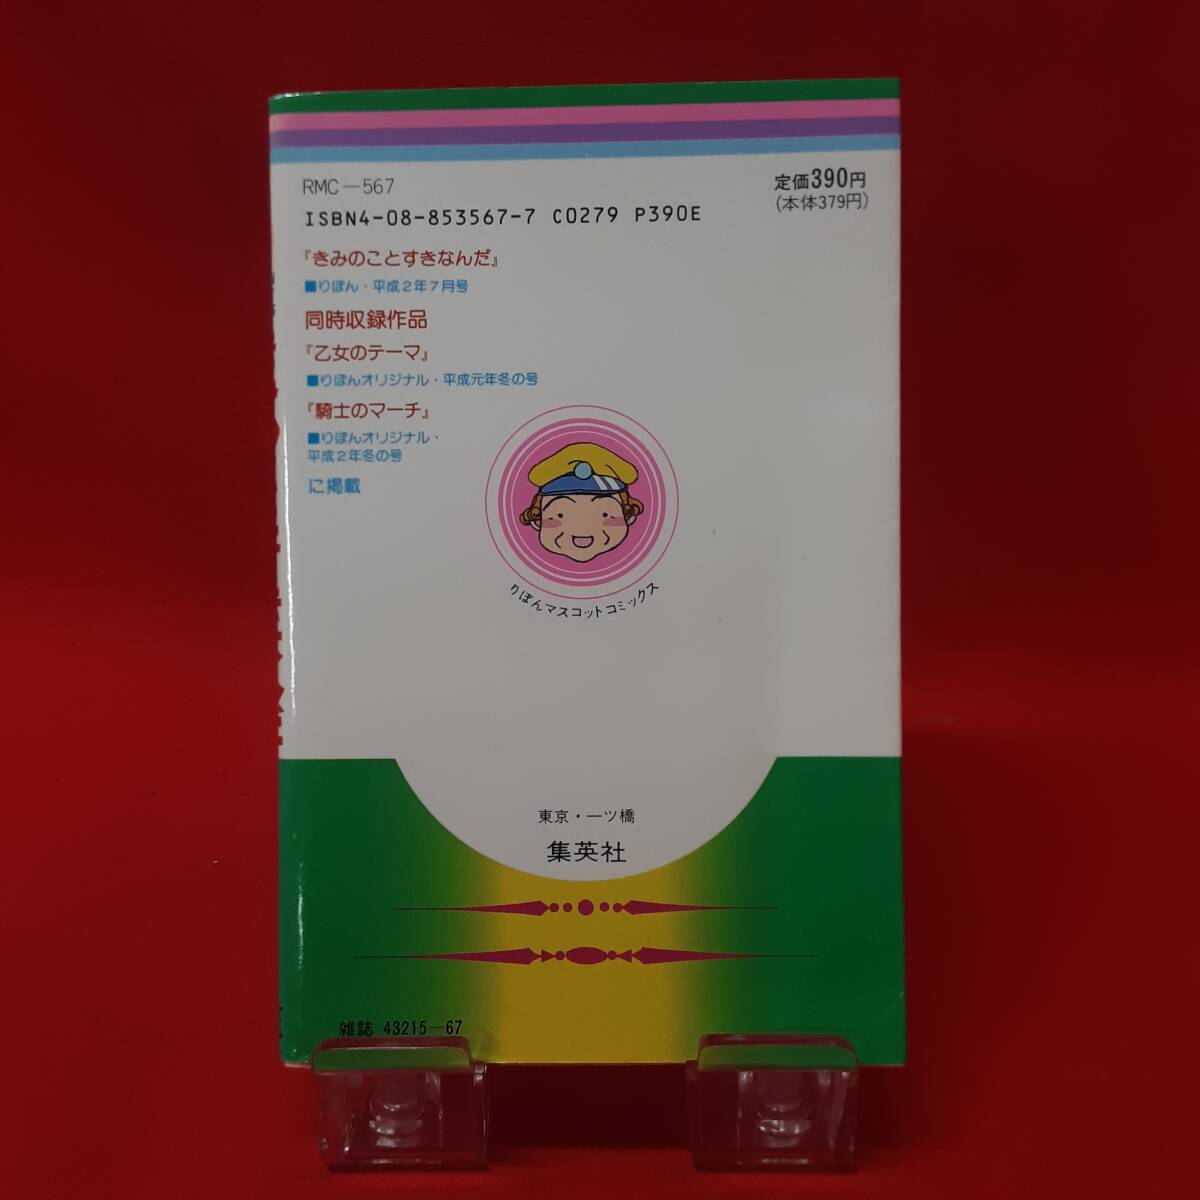 RMC—567
定価390円
(本体379円)
ISBN4-08-853567-7 C0279 P390E
『きみのことすきなんだ』
■りぼん・平成2年7月号
同時収録作品
『乙女のテーマ』
■りぼんオリジナル・平成元年冬の号
『騎士のマーチ』
■りぼんオリジナル・
平成2年冬の号
に掲載
りぼんマスコットコミックス
東京・一ツ橋
集英社
雑誌 43215—67